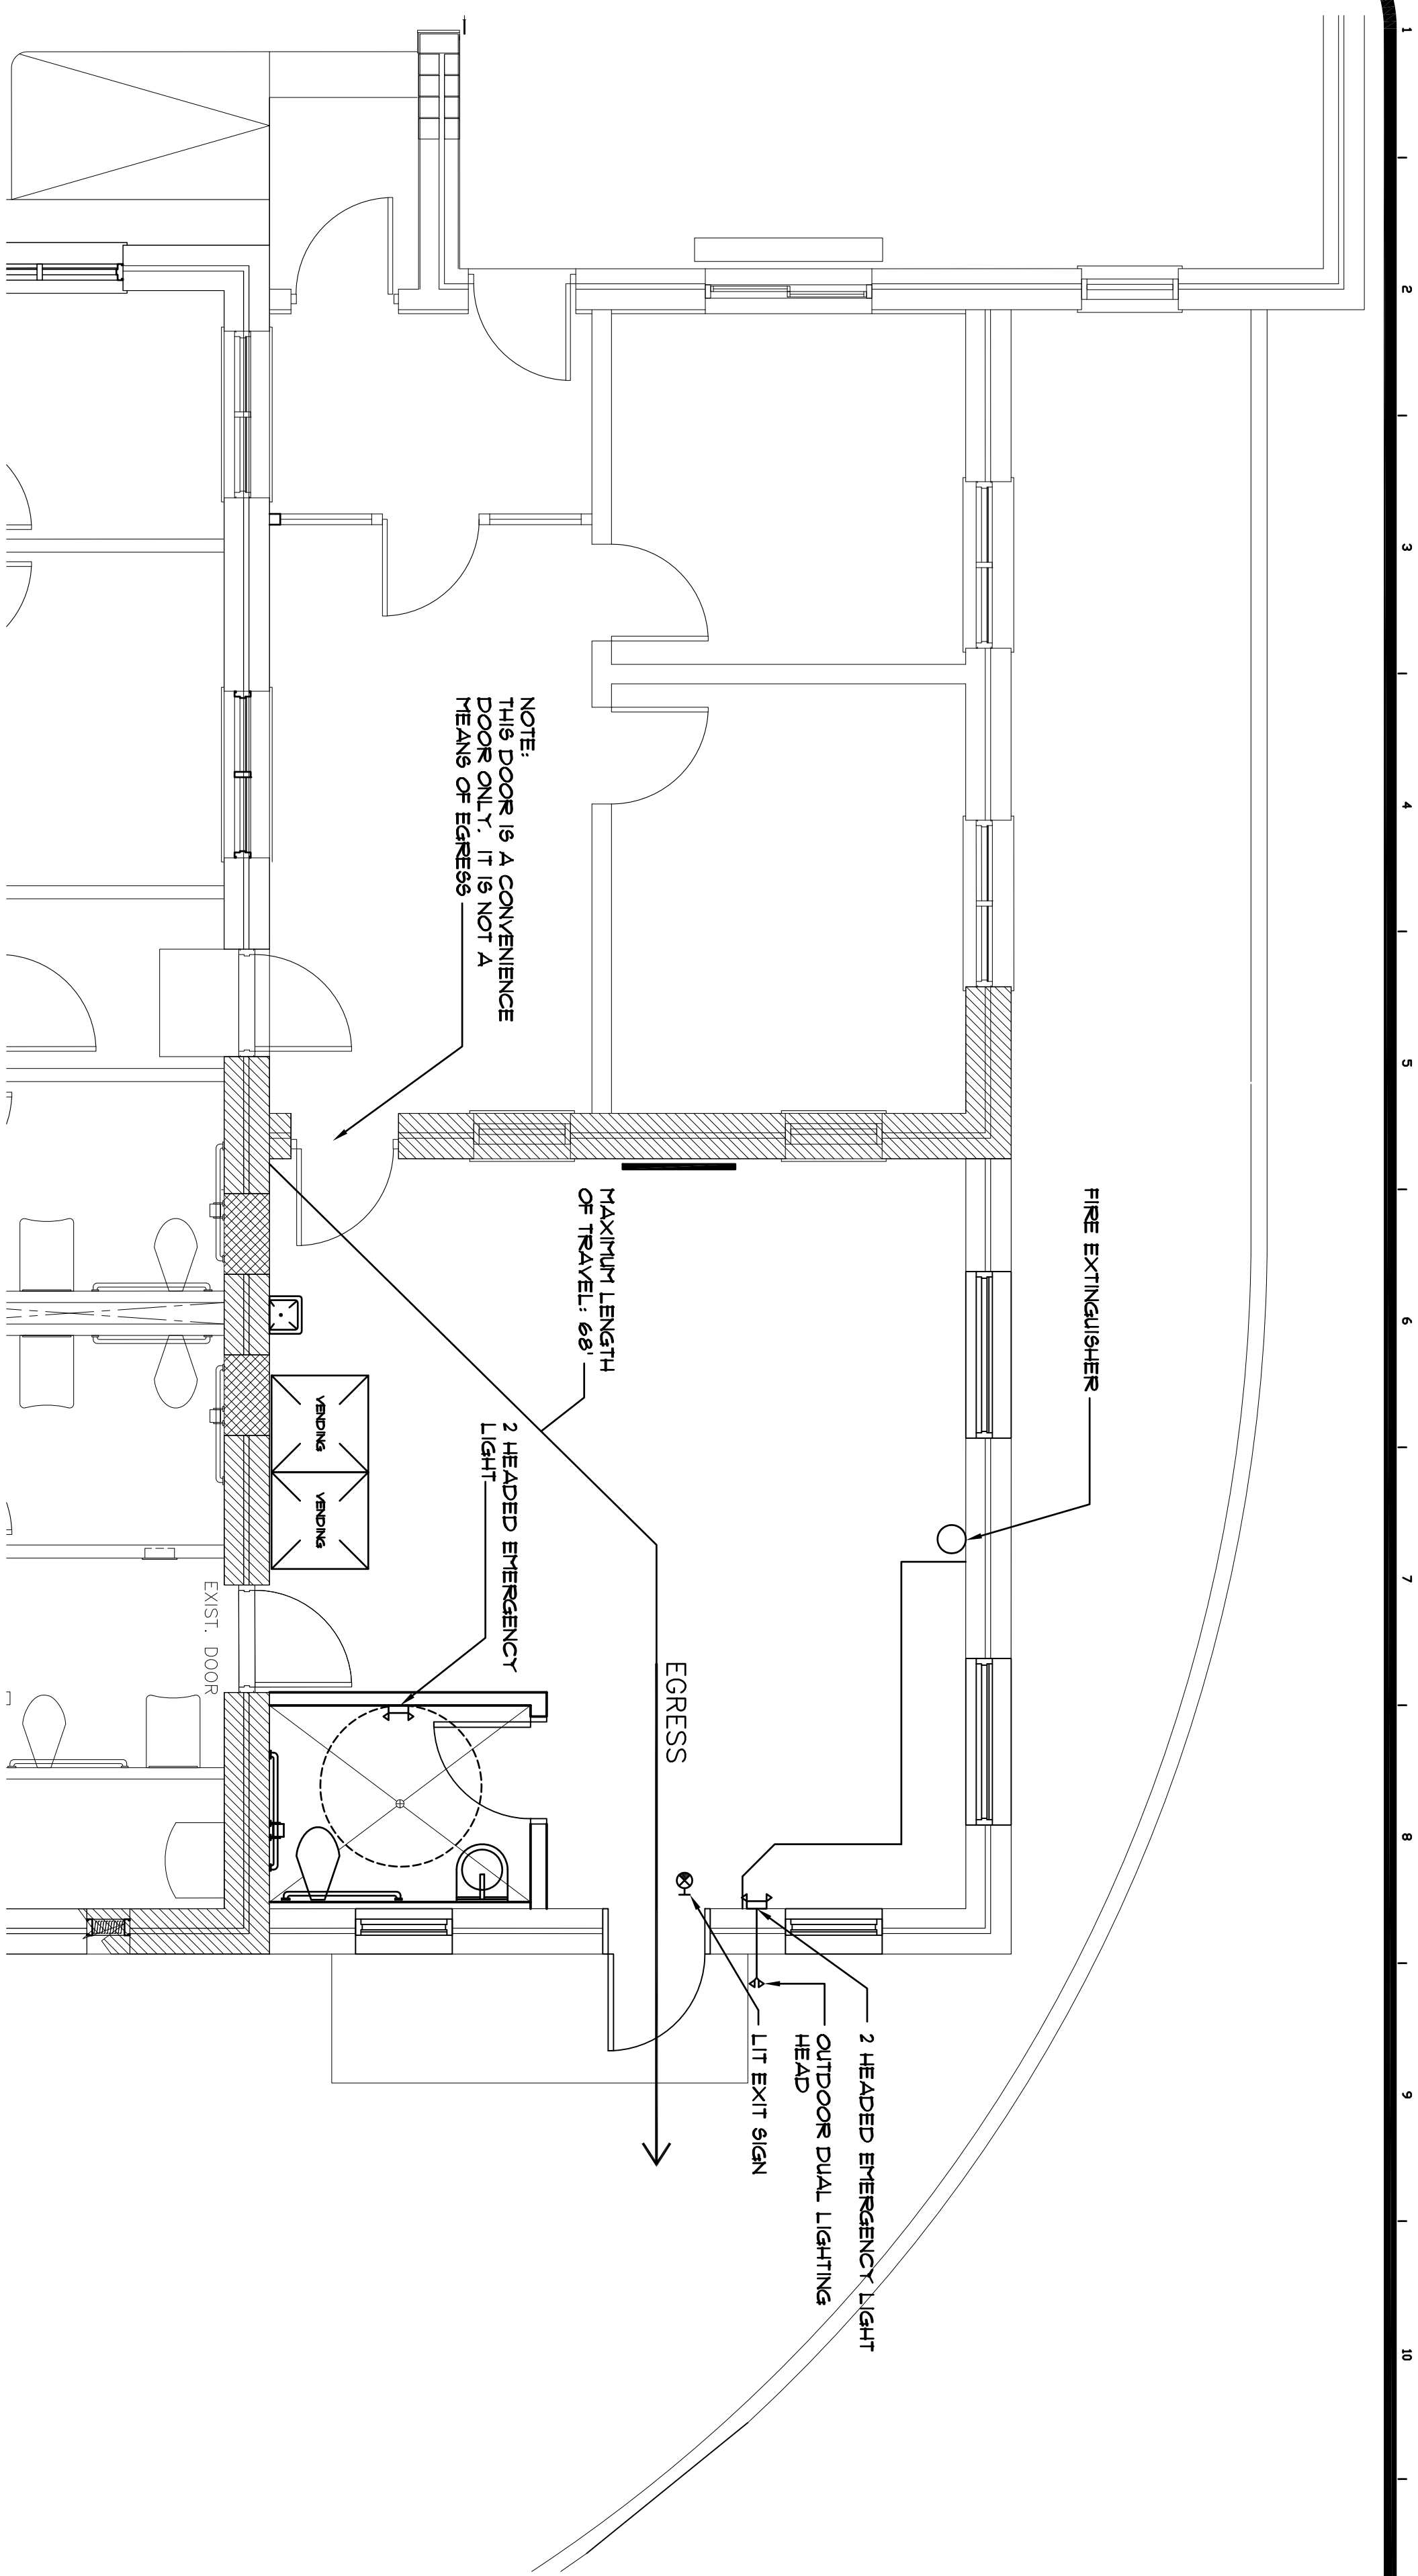 1
2
3
4
5
6
7
8
9
10
FIRE EXTINGUISHER
2 HEADED EMERGENCY LIGHT
OUTDOOR DUAL LIGHTING
HEAD
LIT EXIT SIGN
EGRESS
MAXIMUM LENGTH
OF TRAVEL: 68'
NOTE:
THIS DOOR IS A CONVENIENCE
DOOR ONLY. IT IS NOT A
MEANS OF EGRESS
2 HEADED EMERGENCY
LIGHT
VENDING
VENDING
EXIST. DOOR